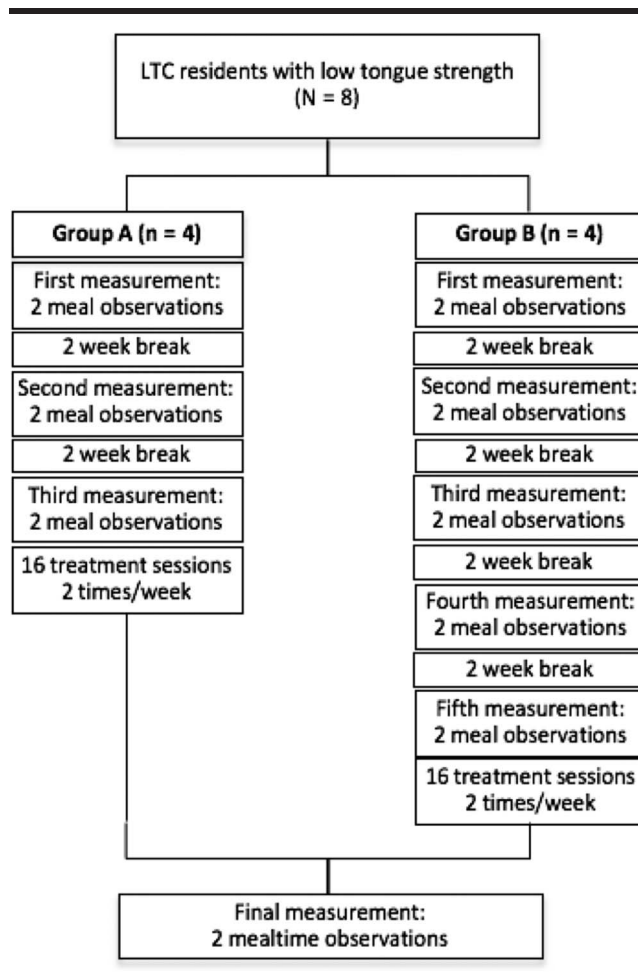 LTC residents with low tongue strength
(N = 8)
Group A (n = 4)
First measurement:
2 meal observations
2 week break
Second measurement:
2 meal observations
2 week break
Third measurement:
2 meal observations
16 treatment sessions
2 times/week
Group B (n = 4)
First measurement:
2 meal observations
2 week break
Second measurement:
2 meal observations
2 week break
Third measurement:
2 meal observations
2 week break
Fourth measurement:
2 meal observations
2 week break
Fifth measurement:
2 meal observations
16 treatment sessions
2 times/week
Final measurement:
2 mealtime observations